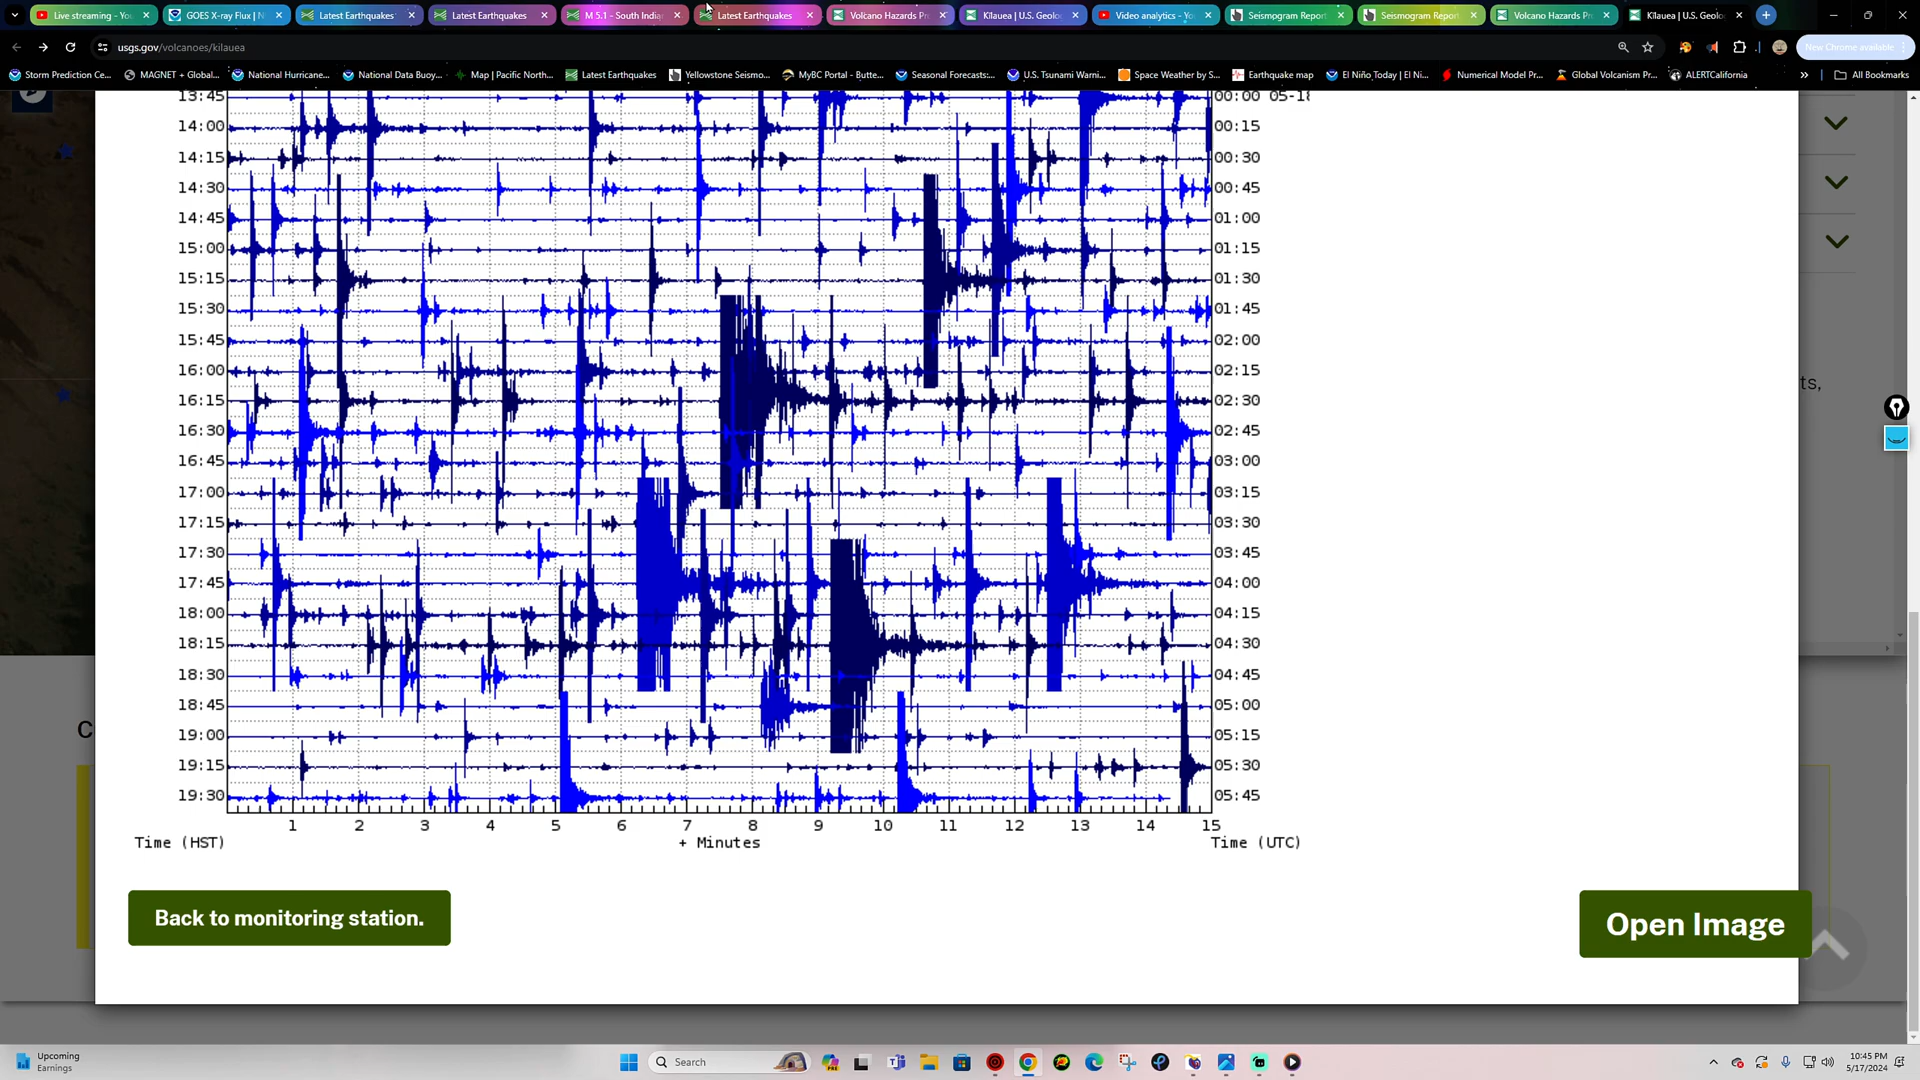 Live streaming - You
GOES X-ray Flux | N
Latest Earthquakes
Latest Earthquakes
M 5.1 - South India
Latest Earthquakes
Volcano Hazards Pr
Kīlauea | U.S. Geolo
Video analytics - Yo
Seismogram Report
Seismogram Report
Volcano Hazards Pr
Kīlauea | U.S. Geolo
usgs.gov/volcanoes/kilauea
New Chrome available
Storm Prediction Ce...
MAGNET + Global...
National Hurricane...
National Data Buoy...
Map | Pacific North...
Latest Earthquakes
Yellowstone Seismo...
MyBC Portal - Butte...
Seasonal Forecasts:...
U.S. Tsunami Warni...
Space Weather by S...
Earthquake map
El Niño Today | El Ni...
Numerical Model Pr...
Global Volcanism Pr...
ALERTCalifornia
All Bookmarks
13:45 00:00 05-18
14:00 00:15
14:15 00:30
14:30 00:45
14:45 01:00
15:00 01:15
15:15 01:30
15:30 01:45
15:45 02:00
16:00 02:15
16:15 02:30
16:30 02:45
16:45 03:00
17:00 03:15
17:15 03:30
17:30 03:45
17:45 04:00
18:00 04:15
18:15 04:30
18:30 04:45
18:45 05:00
19:00 05:15
19:15 05:30
19:30 05:45
1 2 3 4 5 6 7 8 9 10 11 12 13 14 15
Time (HST) + Minutes Time (UTC)
ts,
C
Back to monitoring station.
Open Image
Upcoming
Earnings
Search
10:45 PM
5/17/2024